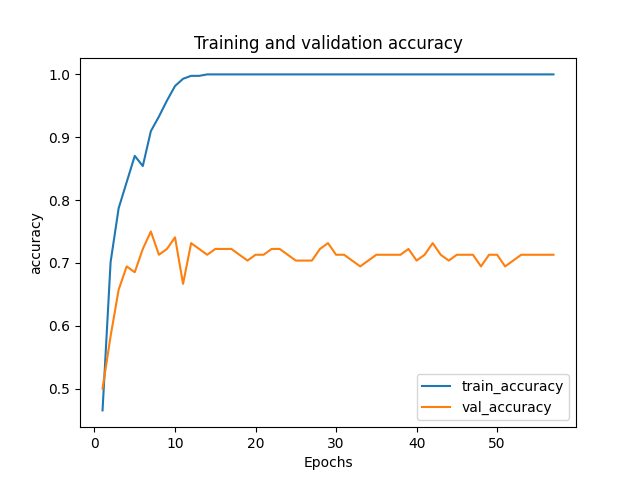 Training and validation accuracy
accuracy
1.0
0.9
0.8
0.7
0.6
0.5
train_accuracy
val_accuracy
0 10 20 30 40 50
Epochs